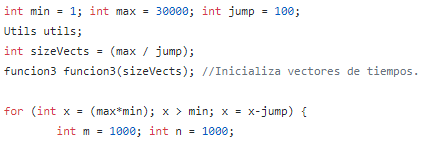 int min = 1; int max = 30000; int jump = 100;
Utils utils;
int sizeVects = (max / jump);
funcion3 funcion3(sizeVects); //Inicializa vectores de tiempos.
for (int x = (max*min); x > min; x = x-jump) {
int m = 1000; int n = 1000;